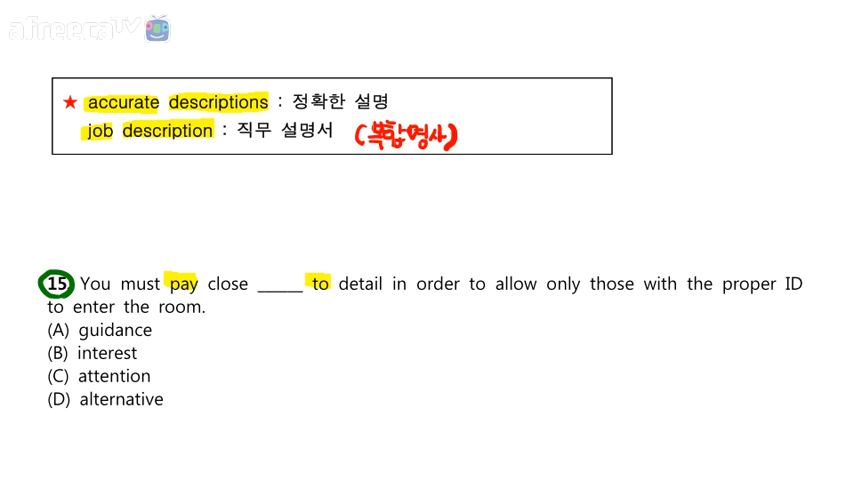 afreecaTV
★ accurate descriptions : 정확한 설명
job description : 직무 설명서 (복합명사)
15. You must pay close _____ to detail in order to allow only those with the proper ID
to enter the room.
(A) guidance
(B) interest
(C) attention
(D) alternative